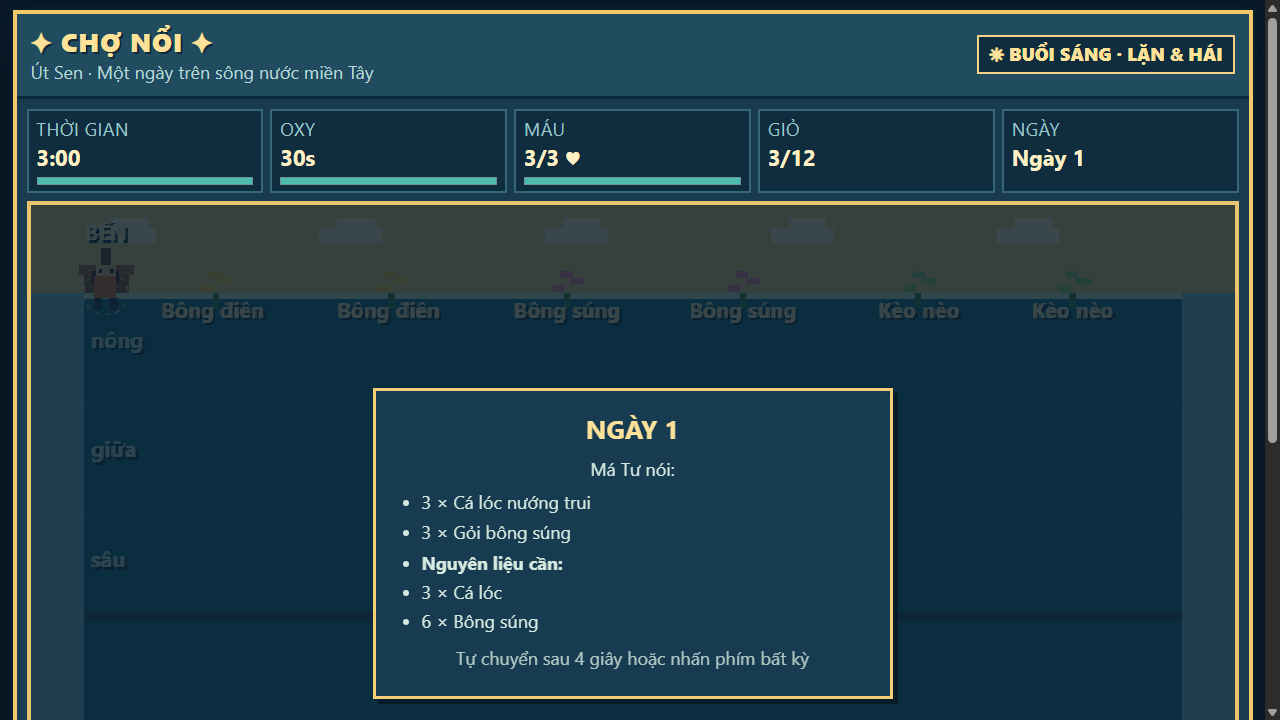 ✦ CHỢ NỔI ✦
Út Sen · Một ngày trên sông nước miền Tây
☀ BUỔI SÁNG · LẶN & HÁI
THỜI GIAN
3:00
OXY
30s
MÁU
3/3 ♥
GIỎ
3/12
NGÀY
Ngày 1
BẾN
Bông điên
Bông điên
Bông súng
Bông súng
Kèo nèo
Kèo nèo
nông
giữa
sâu
NGÀY 1
Má Tư nói:
• 3 × Cá lóc nướng trui
• 3 × Gỏi bông súng
• Nguyên liệu cần:
• 3 × Cá lóc
• 6 × Bông súng
Tự chuyển sau 4 giây hoặc nhấn phím bất kỳ